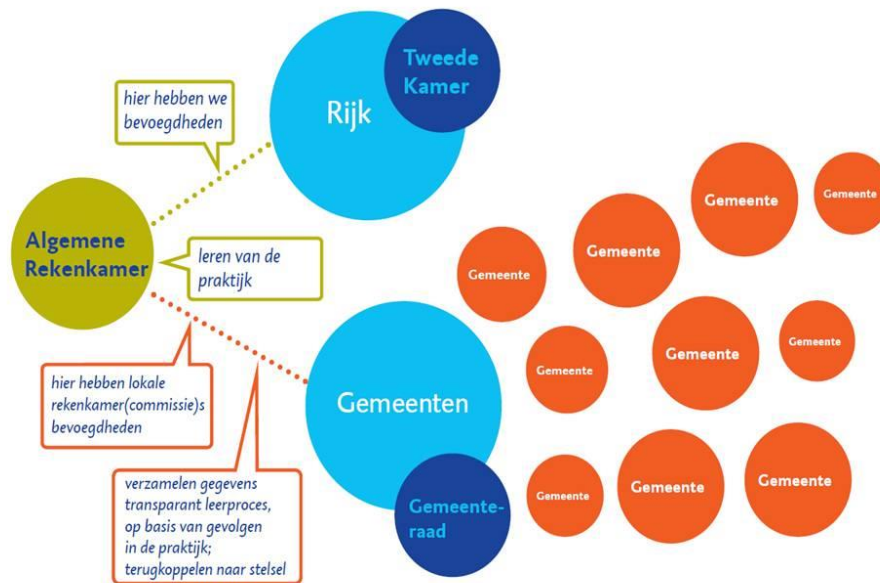 Tweede
Kamer
Rijk
hier hebben we
bevoegdheden
Algemene
Rekenkamer
leren van de
praktijk
hier hebben lokale
rekenkamer(commissie)s
bevoegdheden
verzamelen gegevens
transparant leerproces,
op basis van gevolgen
in de praktijk;
terugkoppelen naar stelsel
Gemeenten
Gemeente-
raad
Gemeente
Gemeente
Gemeente
Gemeente
Gemeente
Gemeente
Gemeente
Gemeente
Gemeente
Gemeente